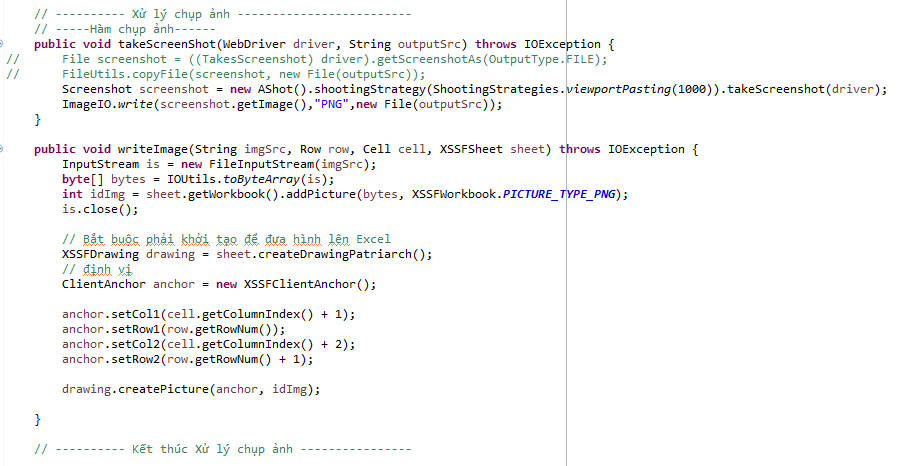 // ---------- Xử lý chụp ảnh -------------------------
// -----Hàm chụp ảnh------
public void takeScreenShot(WebDriver driver, String outputSrc) throws IOException {
//      File screenshot = ((TakesScreenshot) driver).getScreenshotAs(OutputType.FILE);
//      FileUtils.copyFile(screenshot, new File(outputSrc));
Screenshot screenshot = new AShot().shootingStrategy(ShootingStrategies.viewportPasting(1000)).takeScreenshot(driver);
ImageIO.write(screenshot.getImage(),"PNG",new File(outputSrc));
}
public void writeImage(String imgSrc, Row row, Cell cell, XSSFSheet sheet) throws IOException {
InputStream is = new FileInputStream(imgSrc);
byte[] bytes = IOUtils.toByteArray(is);
int idImg = sheet.getWorkbook().addPicture(bytes, XSSFWorkbook.PICTURE_TYPE_PNG);
is.close();
// Bắt buộc phải khởi tạo để đưa hình lên Excel
XSSFDrawing drawing = sheet.createDrawingPatriarch();
// định vị
ClientAnchor anchor = new XSSFClientAnchor();
anchor.setCol1(cell.getColumnIndex() + 1);
anchor.setRow1(row.getRowNum());
anchor.setCol2(cell.getColumnIndex() + 2);
anchor.setRow2(row.getRowNum() + 1);
drawing.createPicture(anchor, idImg);
}
// ---------- Kết thúc Xử lý chụp ảnh ----------------